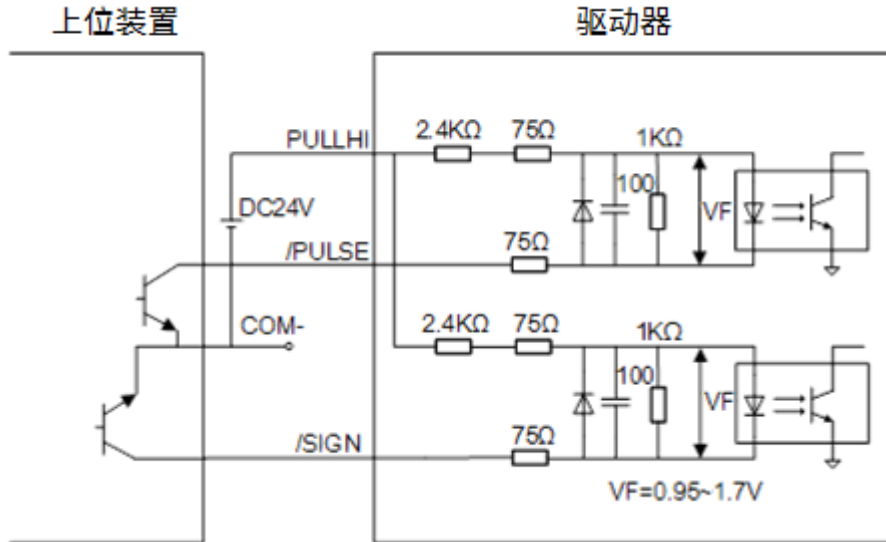 上位装置 驱动器
PULLHI 2.4KΩ 75Ω 1KΩ
DC24V 100 VF
/PULSE 75Ω
COM- 2.4KΩ 75Ω 1KΩ
100 VF
/SIGN 75Ω
VF=0.95~1.7V